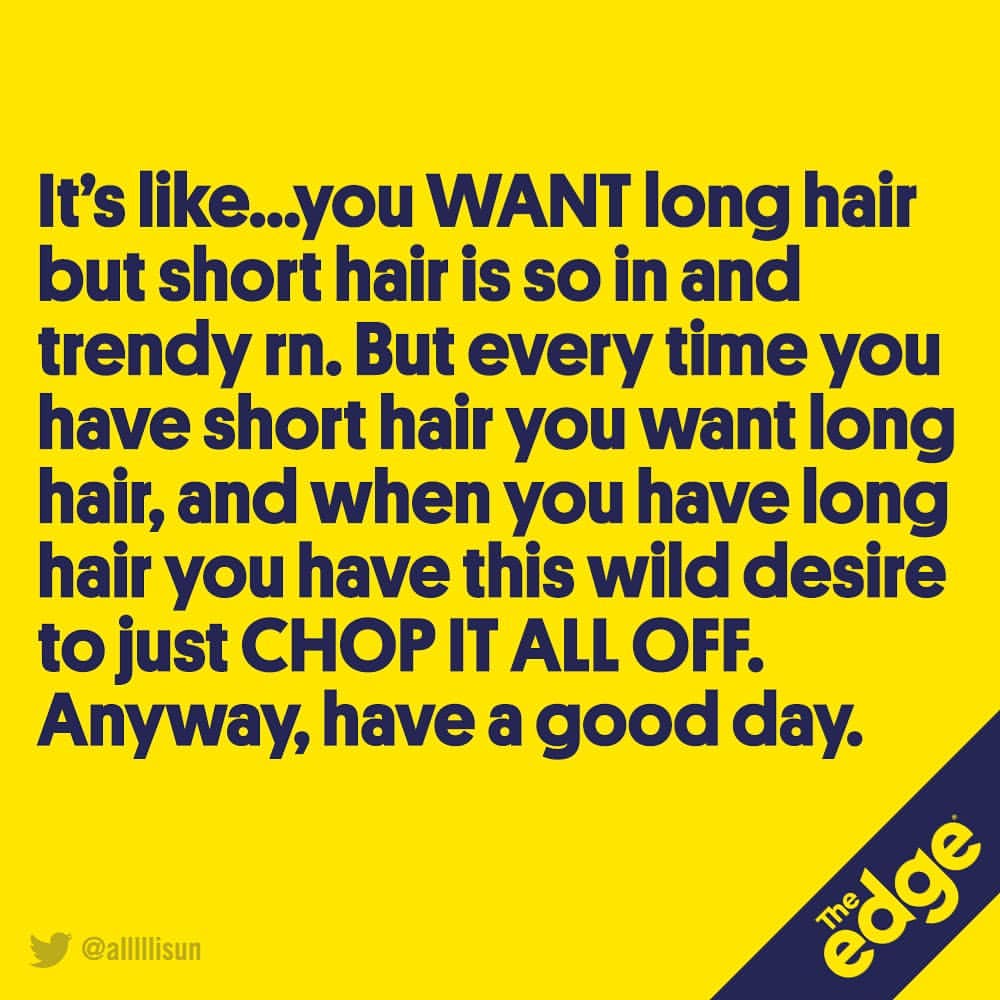 It’s like...you WANT long hair
but short hair is so in and
trendy rn. But every time you
have short hair you want long
hair, and when you have long
hair you have this wild desire
to just CHOP IT ALL OFF.
Anyway, have a good day.
The
edge
@alllllisun